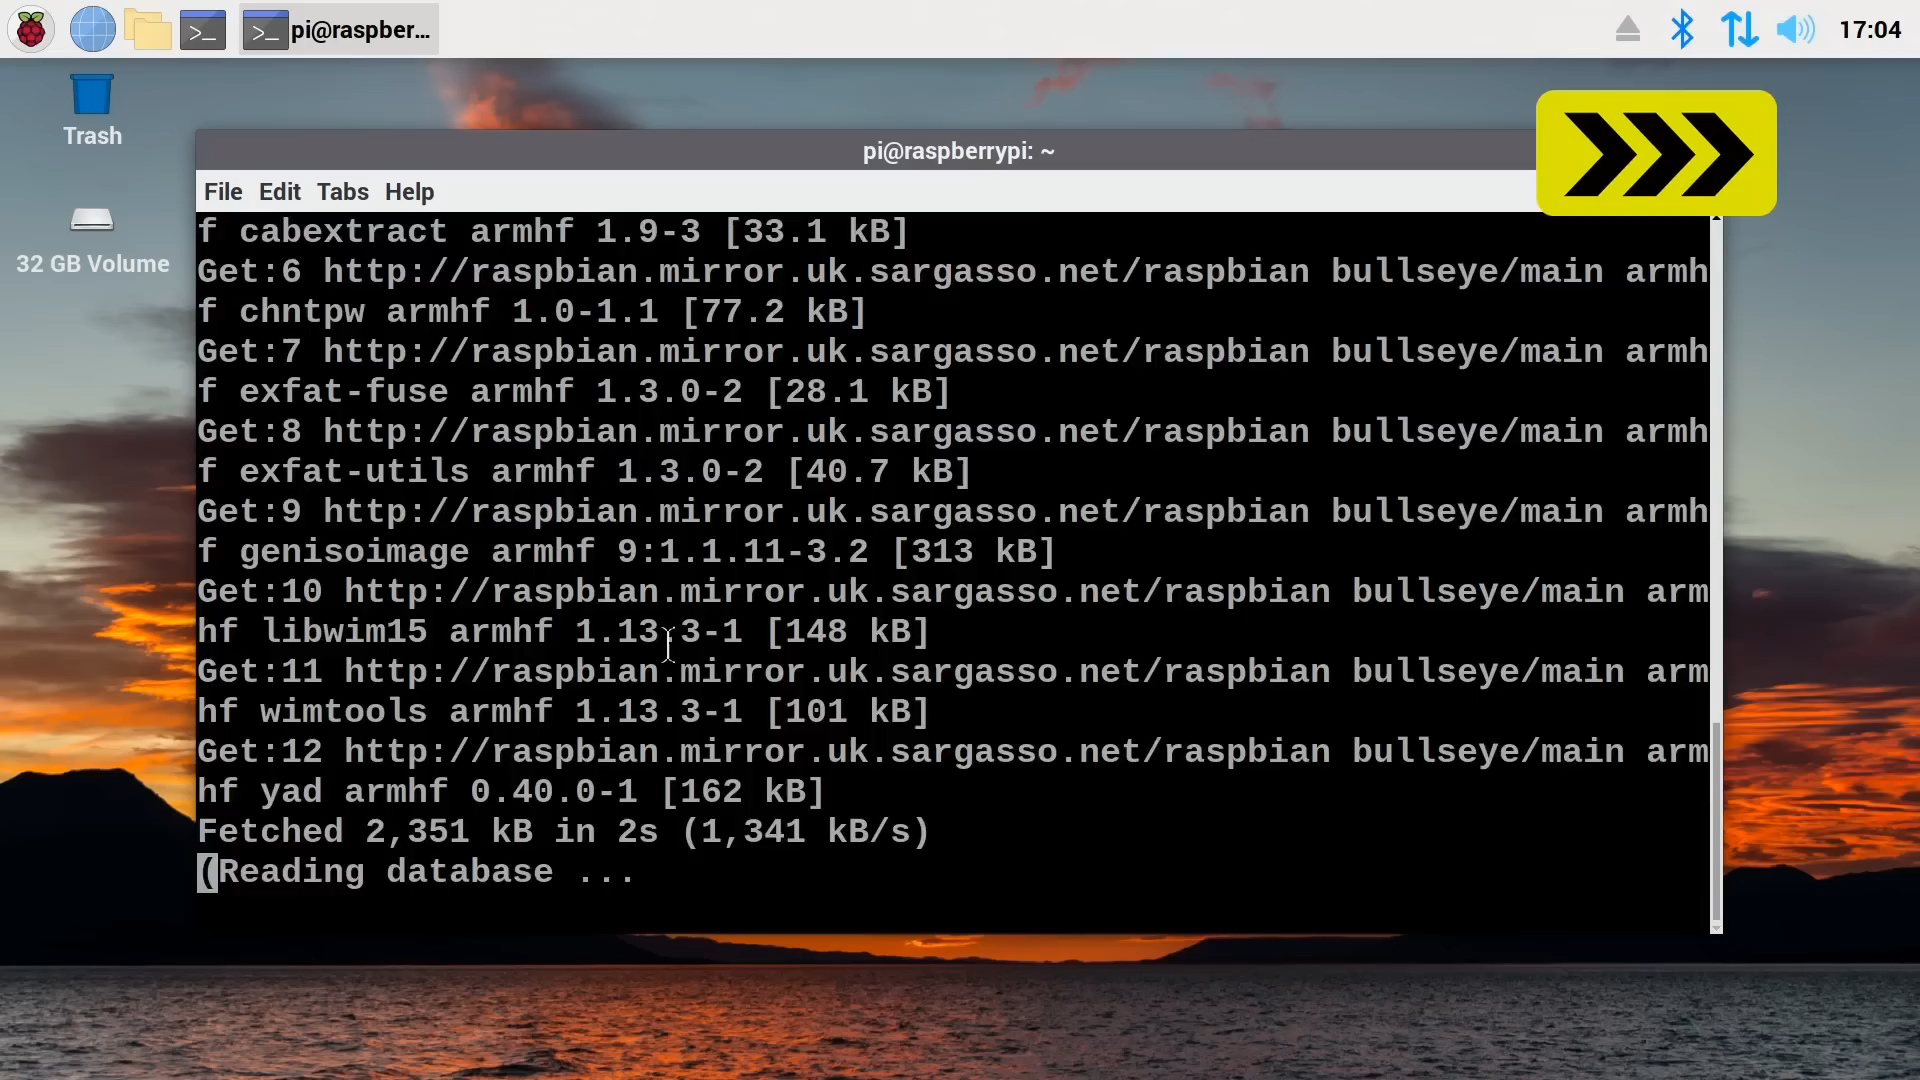 pi@raspber...
17:04
Trash
32 GB Volume
pi@raspberrypi: ~
File Edit Tabs Help
f cabextract armhf 1.9-3 [33.1 kB]
Get:6 http://raspbian.mirror.uk.sargasso.net/raspbian bullseye/main armh
f chntpw armhf 1.0-1.1 [77.2 kB]
Get:7 http://raspbian.mirror.uk.sargasso.net/raspbian bullseye/main armh
f exfat-fuse armhf 1.3.0-2 [28.1 kB]
Get:8 http://raspbian.mirror.uk.sargasso.net/raspbian bullseye/main armh
f exfat-utils armhf 1.3.0-2 [40.7 kB]
Get:9 http://raspbian.mirror.uk.sargasso.net/raspbian bullseye/main armh
f genisoimage armhf 9:1.1.11-3.2 [313 kB]
Get:10 http://raspbian.mirror.uk.sargasso.net/raspbian bullseye/main arm
hf libwim15 armhf 1.13.3-1 [148 kB]
Get:11 http://raspbian.mirror.uk.sargasso.net/raspbian bullseye/main arm
hf wimtools armhf 1.13.3-1 [101 kB]
Get:12 http://raspbian.mirror.uk.sargasso.net/raspbian bullseye/main arm
hf yad armhf 0.40.0-1 [162 kB]
Fetched 2,351 kB in 2s (1,341 kB/s)
(Reading database ...